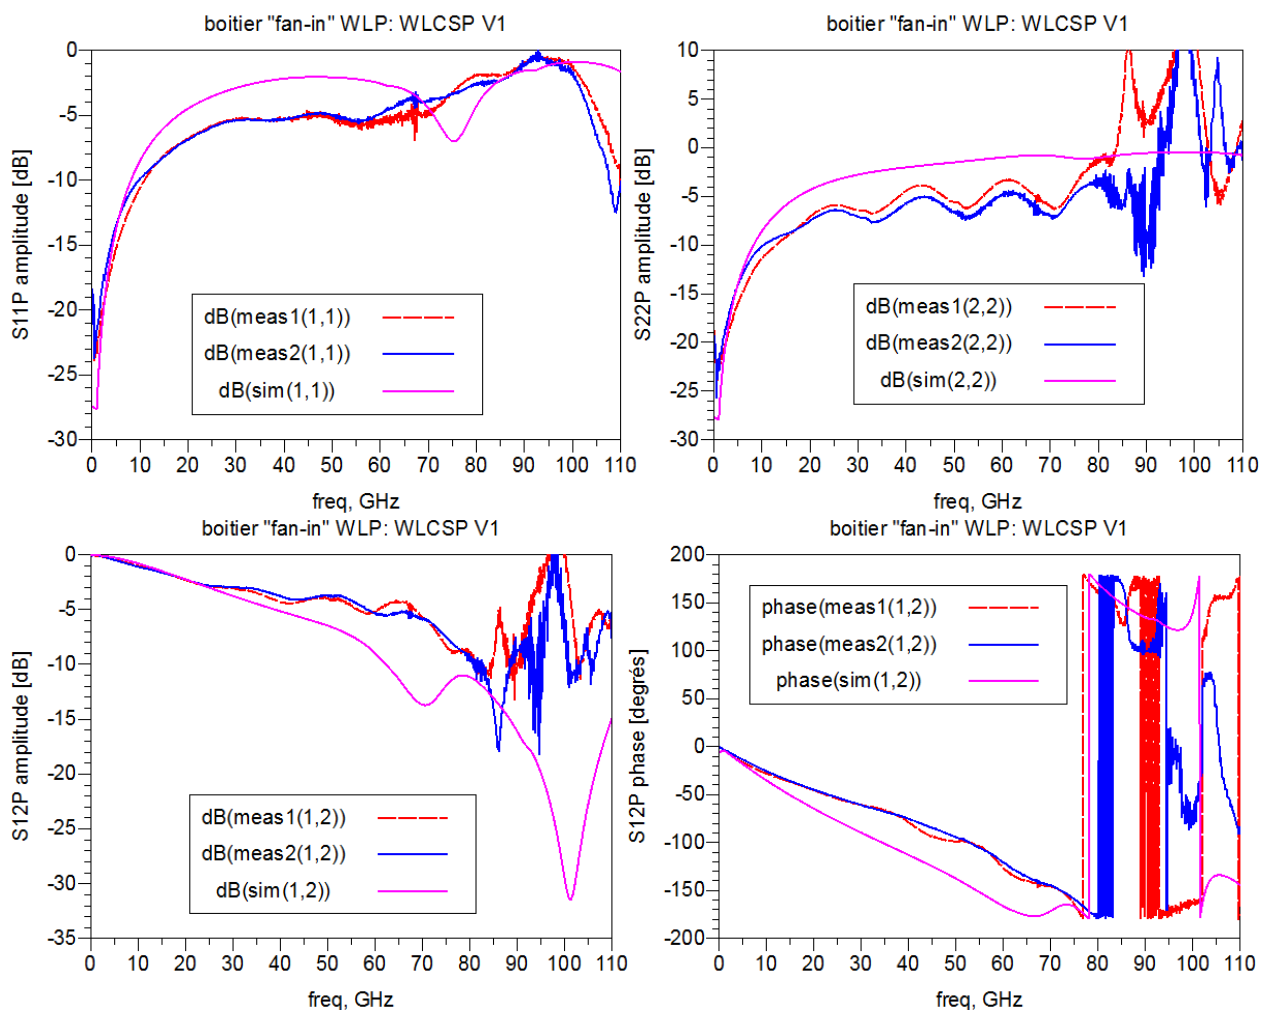 boitier "fan-in" WLP: WLCSP V1
S11P amplitude [dB]
0
-5
-10
-15
-20
-25
-30
dB(meas1(1,1))
dB(meas2(1,1))
dB(sim(1,1))
0 10 20 30 40 50 60 70 80 90 100 110
freq, GHz
boitier "fan-in" WLP: WLCSP V1
S22P amplitude [dB]
10
5
0
-5
-10
-15
-20
-25
-30
dB(meas1(2,2))
dB(meas2(2,2))
dB(sim(2,2))
0 10 20 30 40 50 60 70 80 90 100 110
freq, GHz
boitier "fan-in" WLP: WLCSP V1
S12P amplitude [dB]
0
-5
-10
-15
-20
-25
-30
-35
dB(meas1(1,2))
dB(meas2(1,2))
dB(sim(1,2))
0 10 20 30 40 50 60 70 80 90 100 110
freq, GHz
boitier "fan-in" WLP: WLCSP V1
S12P phase [degrés]
200
150
100
50
0
-50
-100
-150
-200
phase(meas1(1,2))
phase(meas2(1,2))
phase(sim(1,2))
0 10 20 30 40 50 60 70 80 90 100 110
freq, GHz